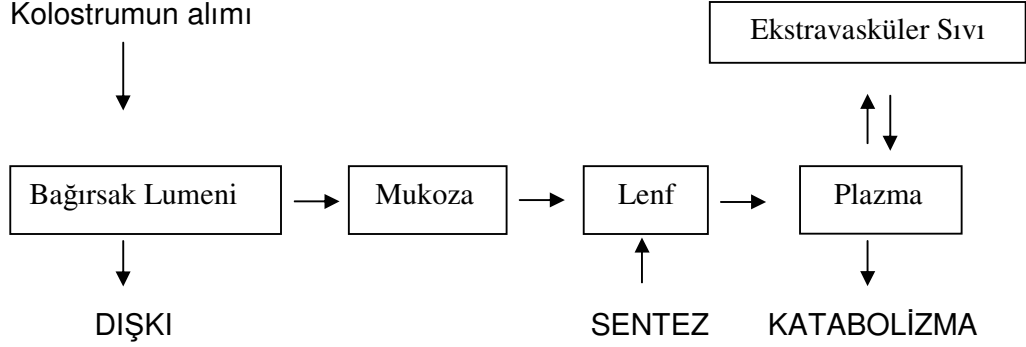 Kolostrumun alımı
Ekstravasküler Sıvı
Bağırsak Lumeni
Mukoza
Lenf
Plazma
DIŞKI
SENTEZ
KATABOLİZMA